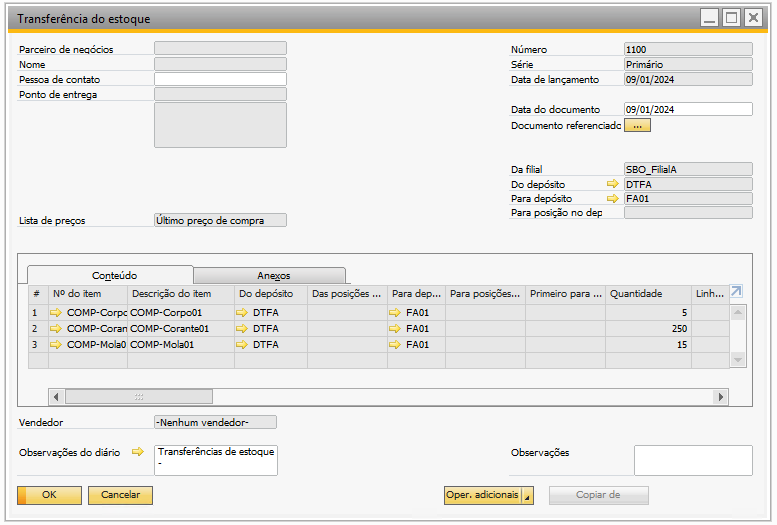 Transferência do estoque
Parceiro de negócios
Nome
Pessoa de contato
Ponto de entrega
Número 1100
Série Primário
Data de lançamento 09/01/2024
Data do documento 09/01/2024
Documento referenciado ...
Da filial SBO_FilialA
Do depósito DTFA
Para depósito FA01
Para posição no dep
Lista de preços Último preço de compra
Conteúdo Anexos
# Nº do item Descrição do item Do depósito Das posições ... Para dep... Para posições... Primeiro para ... Quantidade Linh...
1 COMP-Corpo COMP-Corpo01 DTFA FA01 5
2 COMP-Coran COMP-Corante01 DTFA FA01 250
3 COMP-Mola0 COMP-Mola01 DTFA FA01 15
Vendedor -Nenhum vendedor-
Observações do diário Transferências de estoque
-
Observações
OK Cancelar Oper. adicionais Copiar de